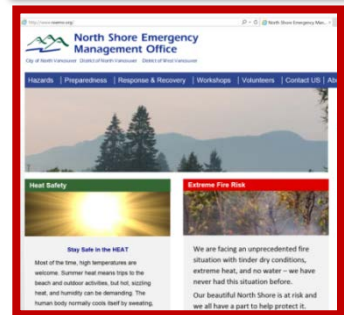 North Shore Emergency Man...
North Shore Emergency
Management Office
City of North Vancouver District of North Vancouver District of West Vancouver
Hazards | Preparedness | Response & Recovery | Workshops | Volunteers | Contact US | Abo
Heat Safety
Stay Safe in the HEAT
Most of the time, high temperatures are
welcome. Summer heat means trips to the
beach and outdoor activities, but hot, sizzling
heat, and humidity can be demanding. The
human body normally cools itself by sweating,
Extreme Fire Risk
We are facing an unprecedented fire
situation with tinder dry conditions,
extreme heat, and no water – we have
never had this situation before.
Our beautiful North Shore is at risk and
we all have a part to help protect it.